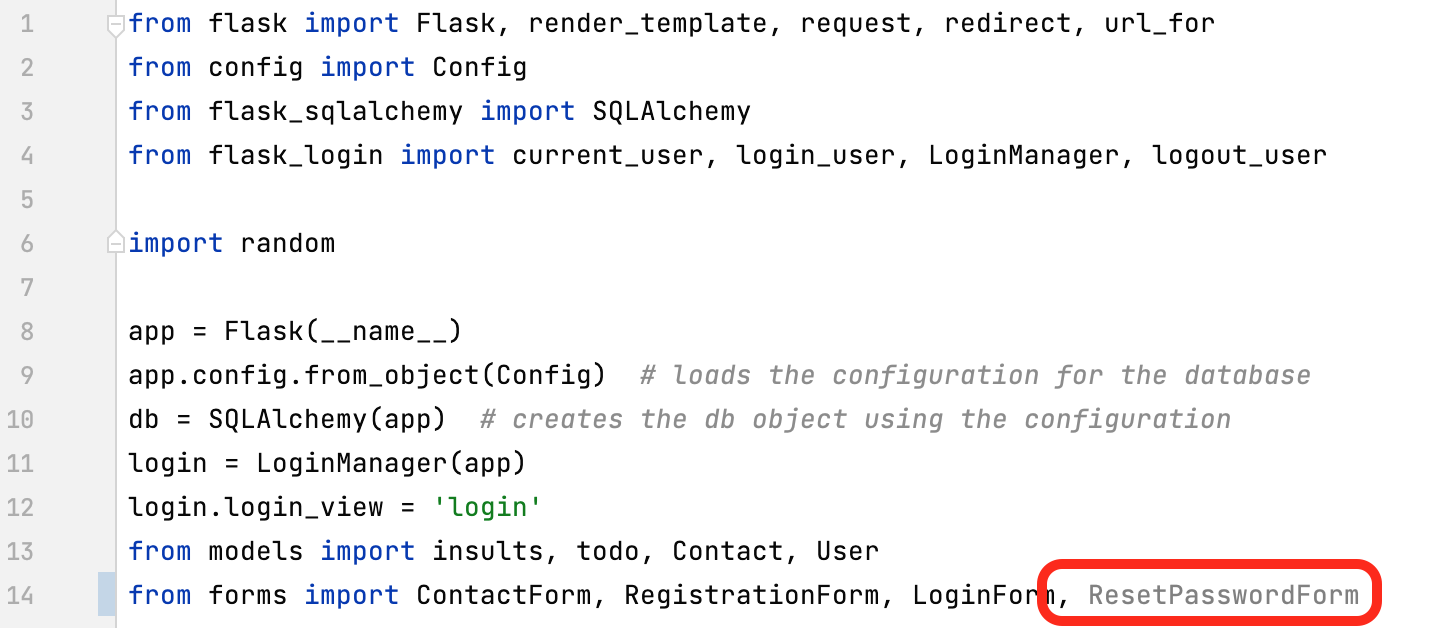 1 from flask import Flask, render_template, request, redirect, url_for
2 from config import Config
3 from flask_sqlalchemy import SQLAlchemy
4 from flask_login import current_user, login_user, LoginManager, logout_user
5
6 import random
7
8 app = Flask(__name__)
9 app.config.from_object(Config)  # loads the configuration for the database
10 db = SQLAlchemy(app)  # creates the db object using the configuration
11 login = LoginManager(app)
12 login.login_view = 'login'
13 from models import insults, todo, Contact, User
14 from forms import ContactForm, RegistrationForm, LoginForm, ResetPasswordForm